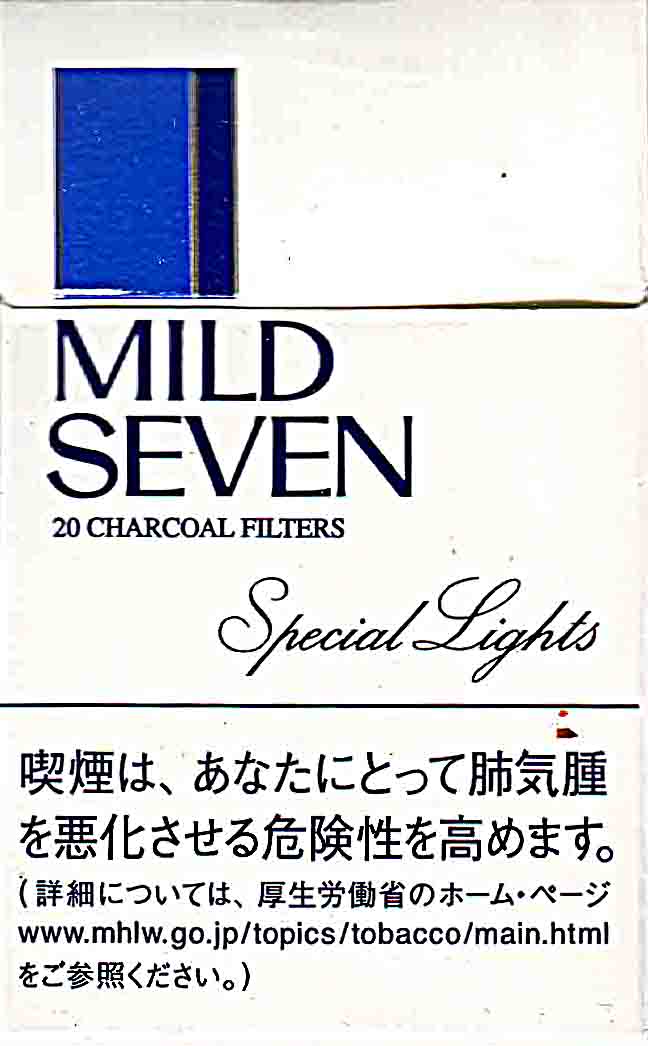 MILD
SEVEN
20 CHARCOAL FILTERS
Special Lights
喫煙は、あなたにとって肺気腫
を悪化させる危険性を高めます。
(詳細については、厚生労働省のホーム・ページ
www.mhlw.go.jp/topics/tobacco/main.html
をご参照ください。)